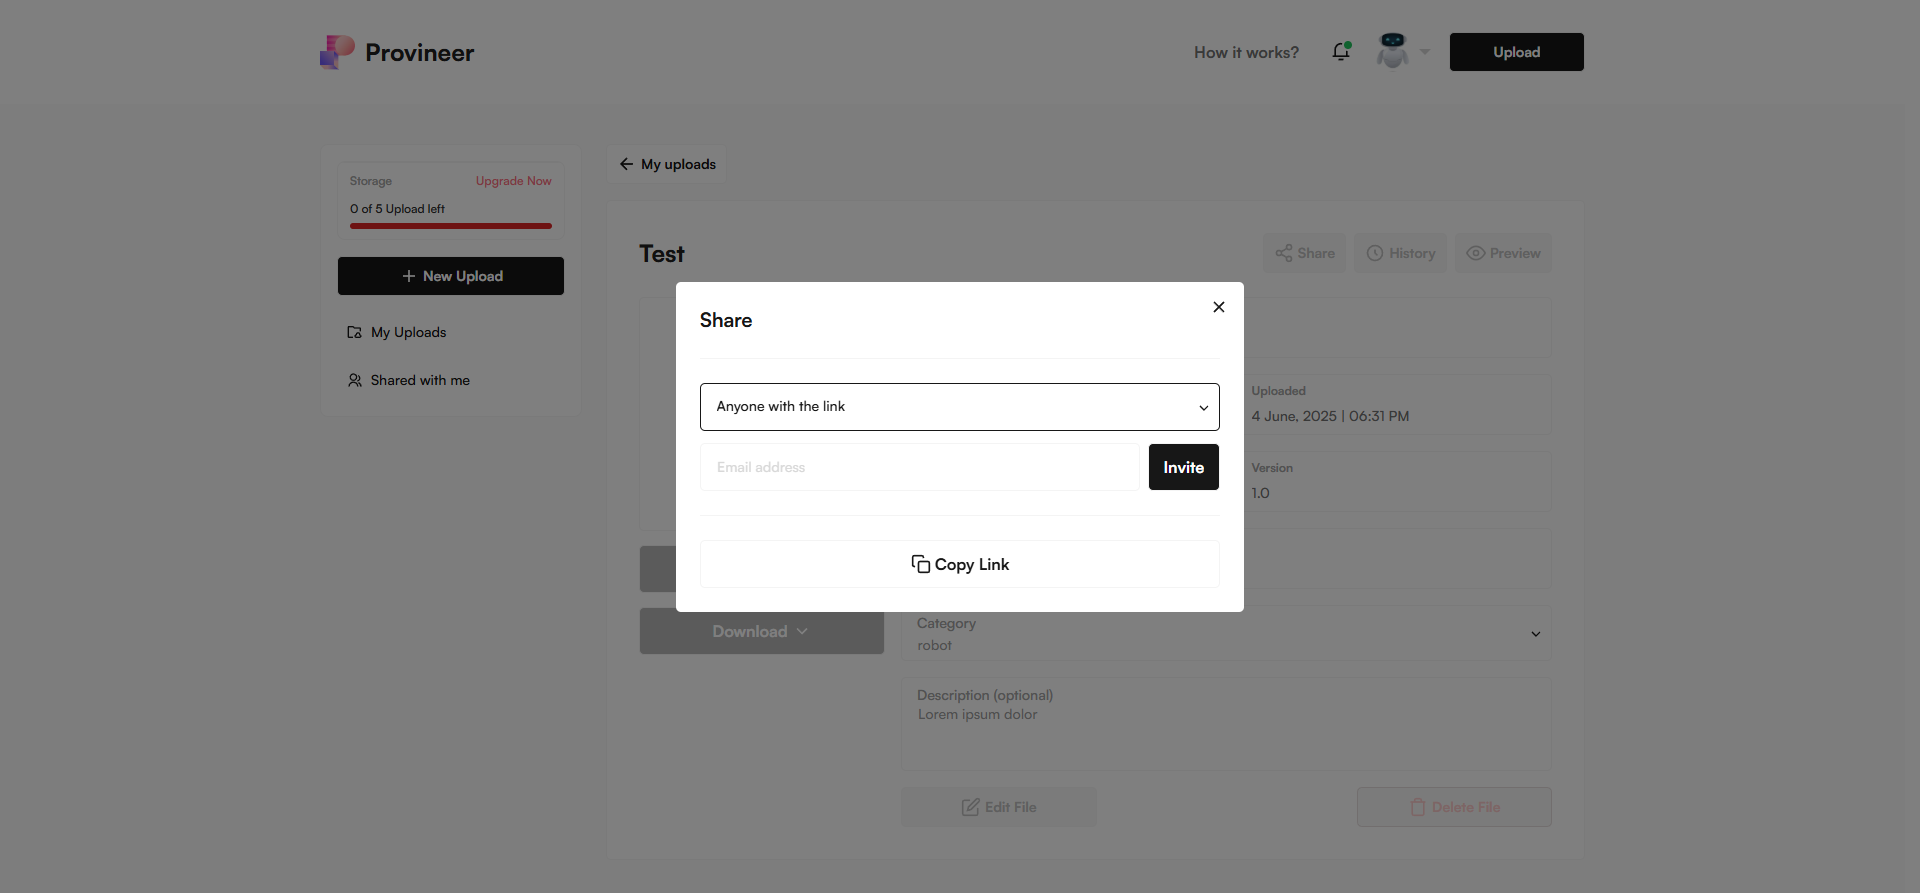 Provineer
How it works?
Upload
Storage
Upgrade Now
0 of 5 Upload left
New Upload
My Uploads
Shared with me
My uploads
Test
Share
History
Preview
Share
Anyone with the link
Email address
Invite
Copy Link
Uploaded
4 June, 2025 | 06:31 PM
Version
1.0
Download
Category
robot
Description (optional)
Lorem ipsum dolor
Edit File
Delete File